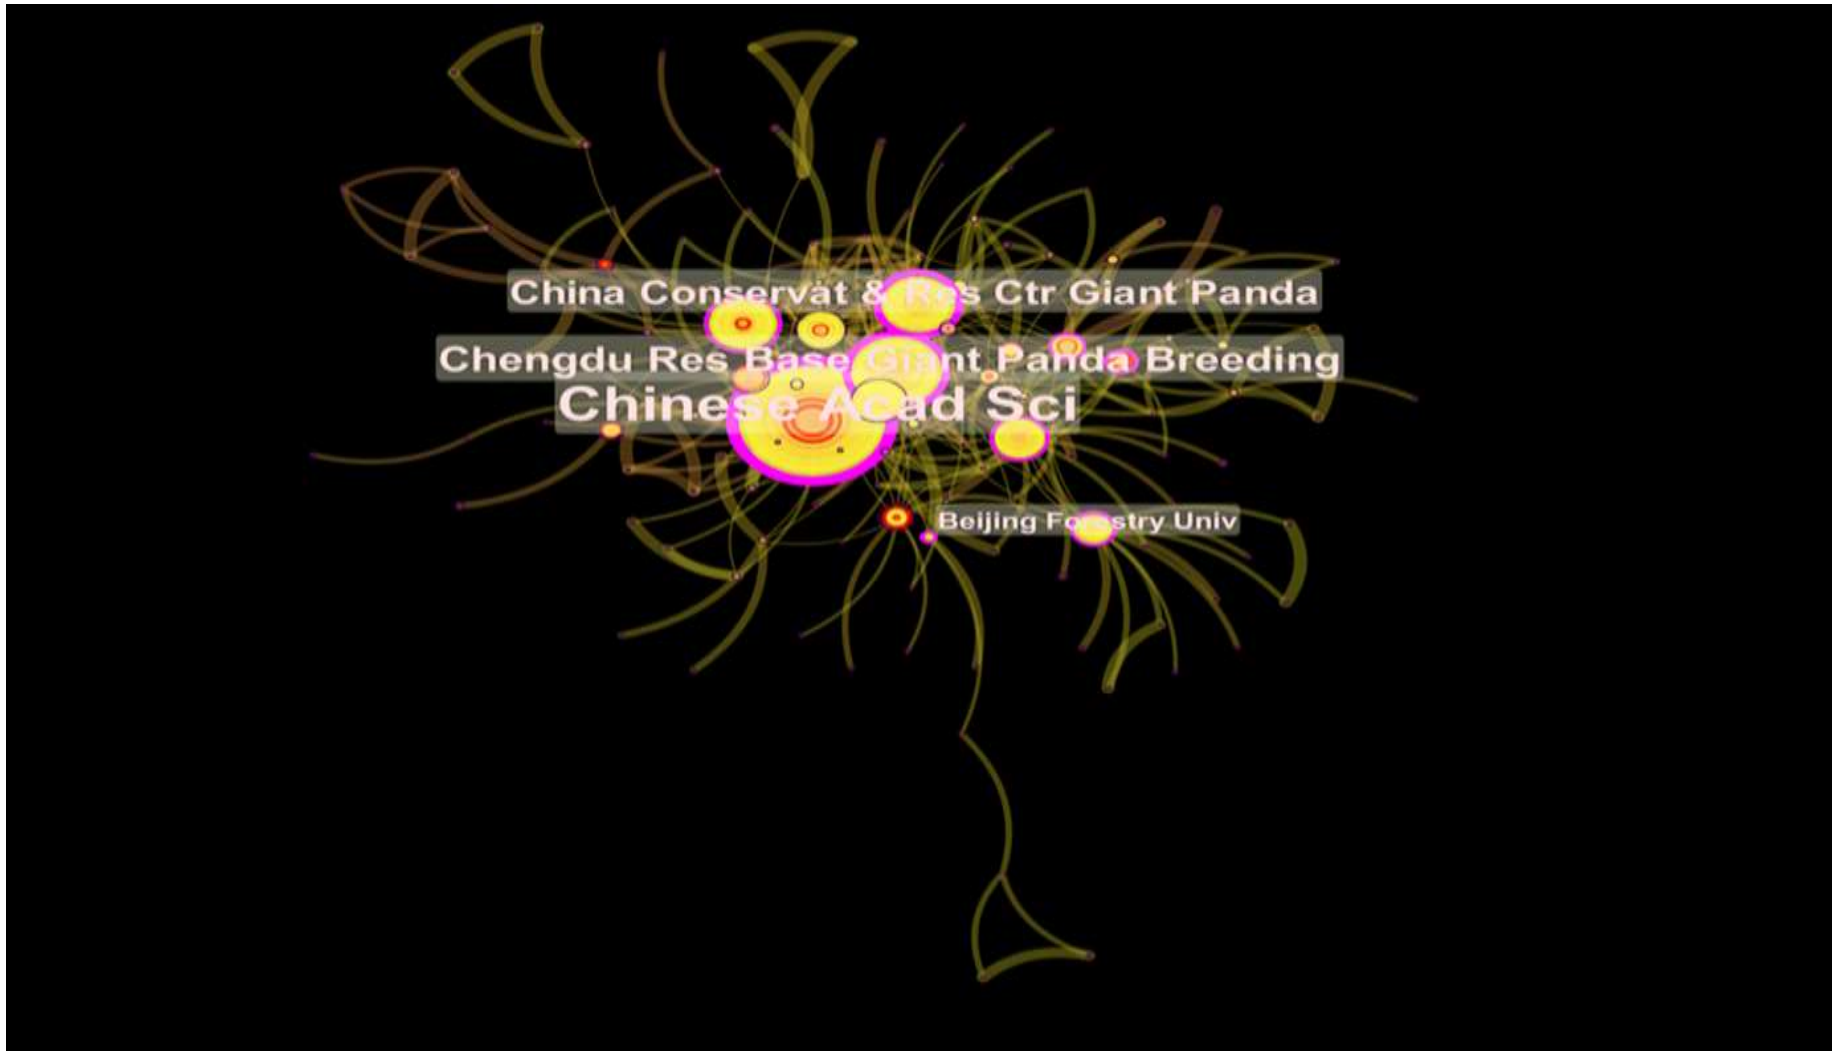 China Conservat & Res Ctr Giant Panda
Chengdu Res Base Giant Panda Breeding
Chinese Acad Sci
Beijing Forestry Univ